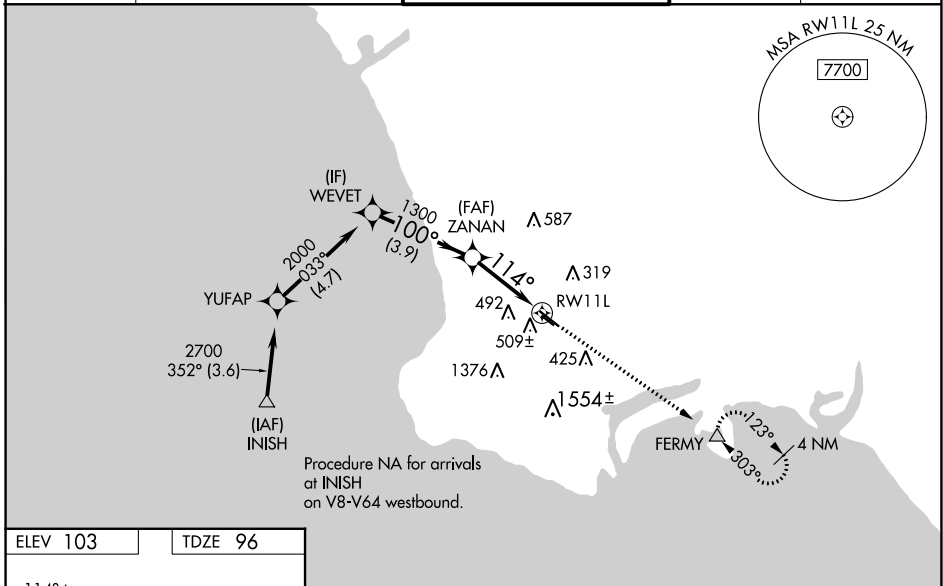 MSA RW11L 25 NM
7700
(IF)
WEVET
1300
100°
(3.9)
(FAF)
ZANAN
587
2000
033°
(4.7)
114°
319
YUFAP
492
RW11L
509±
2700
352° (3.6)
1376
425
1554±
(IAF)
INISH
FERMY
123°
4 NM
303°
Procedure NA for arrivals
at INISH
on V8-V64 westbound.
ELEV 103
TDZE 96